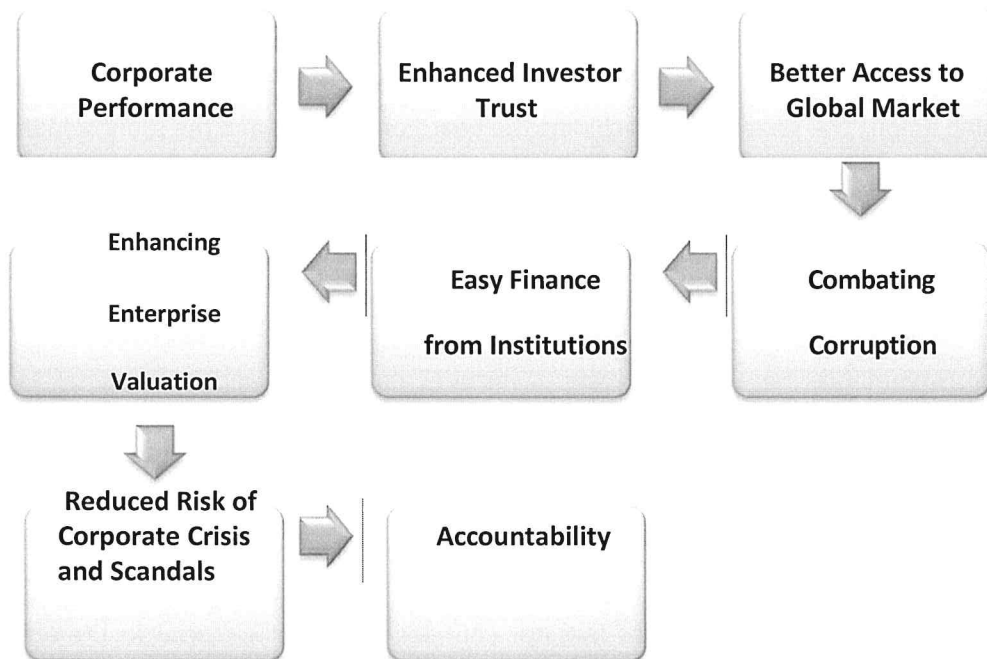 Corporate
Performance
Enhanced Investor
Trust
Better Access to
Global Market
Combating
Corruption
Easy Finance
from Institutions
Enhancing
Enterprise
Valuation
Reduced Risk of
Corporate Crisis
and Scandals
Accountability